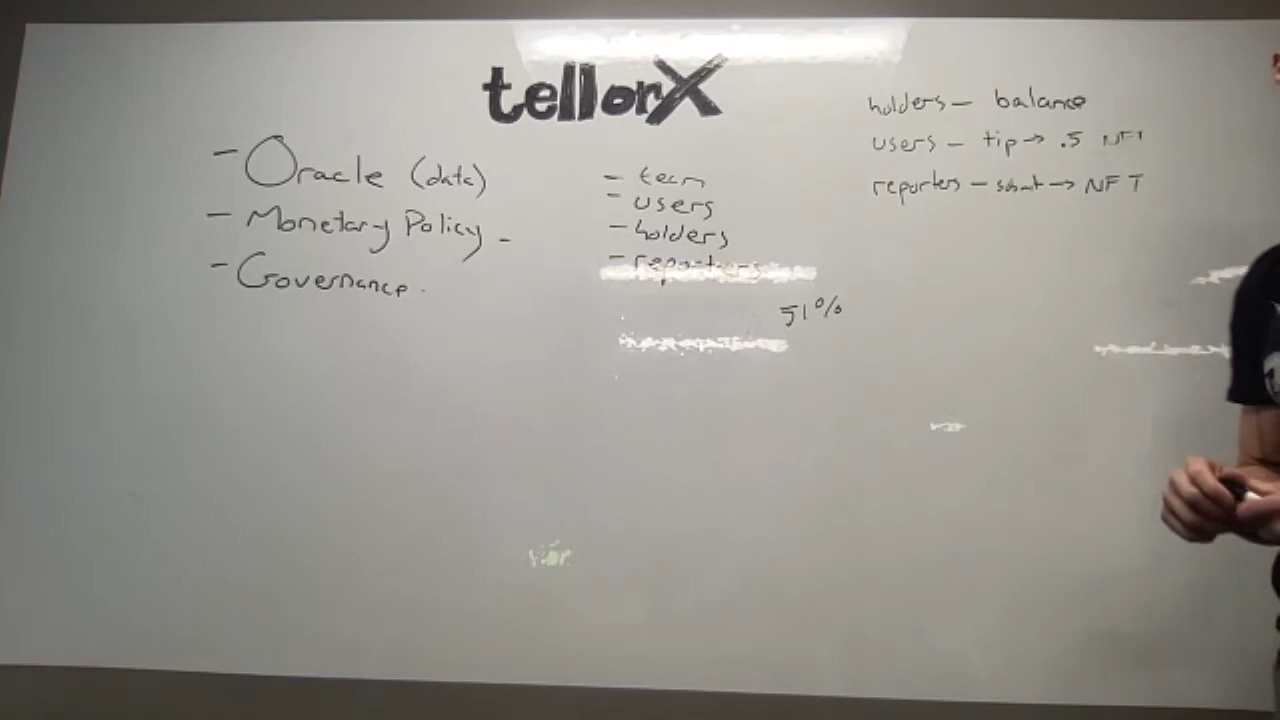 tellorX
- Oracle (data)
- Monetary Policy -
- Governance.
- team
- users
- holders
- reporters
51%
holders - balance
users - tip → .5 NFT
reporters - submit → NFT